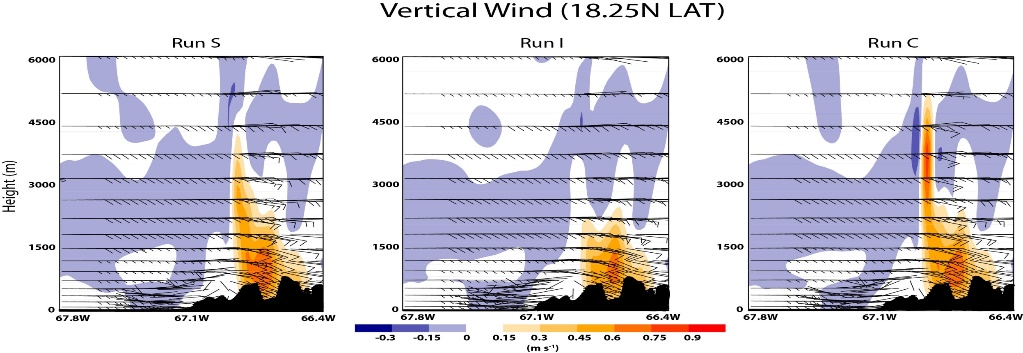 Vertical Wind (18.25N LAT)
Run S
Run I
Run C
Height (m)
6000
4500
3000
1500
0
67.8W 67.1W 66.4W
6000
4500
3000
1500
0
67.8W 67.1W 66.4W
6000
4500
3000
1500
0
67.8W 67.1W 66.4W
-0.3 -0.15 0 0.15 0.3 0.45 0.6 0.75 0.9
(m s⁻¹)